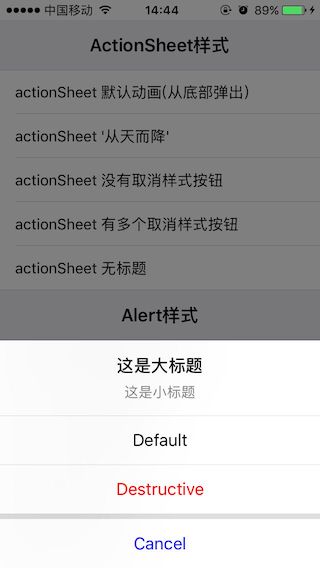 中国移动 14:44 89%
ActionSheet样式
actionSheet 默认动画(从底部弹出)
actionSheet '从天而降'
actionSheet 没有取消样式按钮
actionSheet 有多个取消样式按钮
actionSheet 无标题
Alert样式
这是大标题
这是小标题
Default
Destructive
Cancel